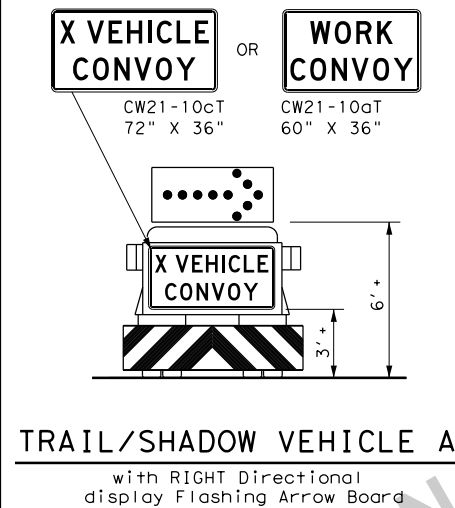 X VEHICLE
CONVOY
OR
WORK
CONVOY
CW21-10cT
72" X 36"
CW21-10aT
60" X 36"
X VEHICLE
CONVOY
6' +
3' +
TRAIL/SHADOW VEHICLE A
with RIGHT Directional
display Flashing Arrow Board